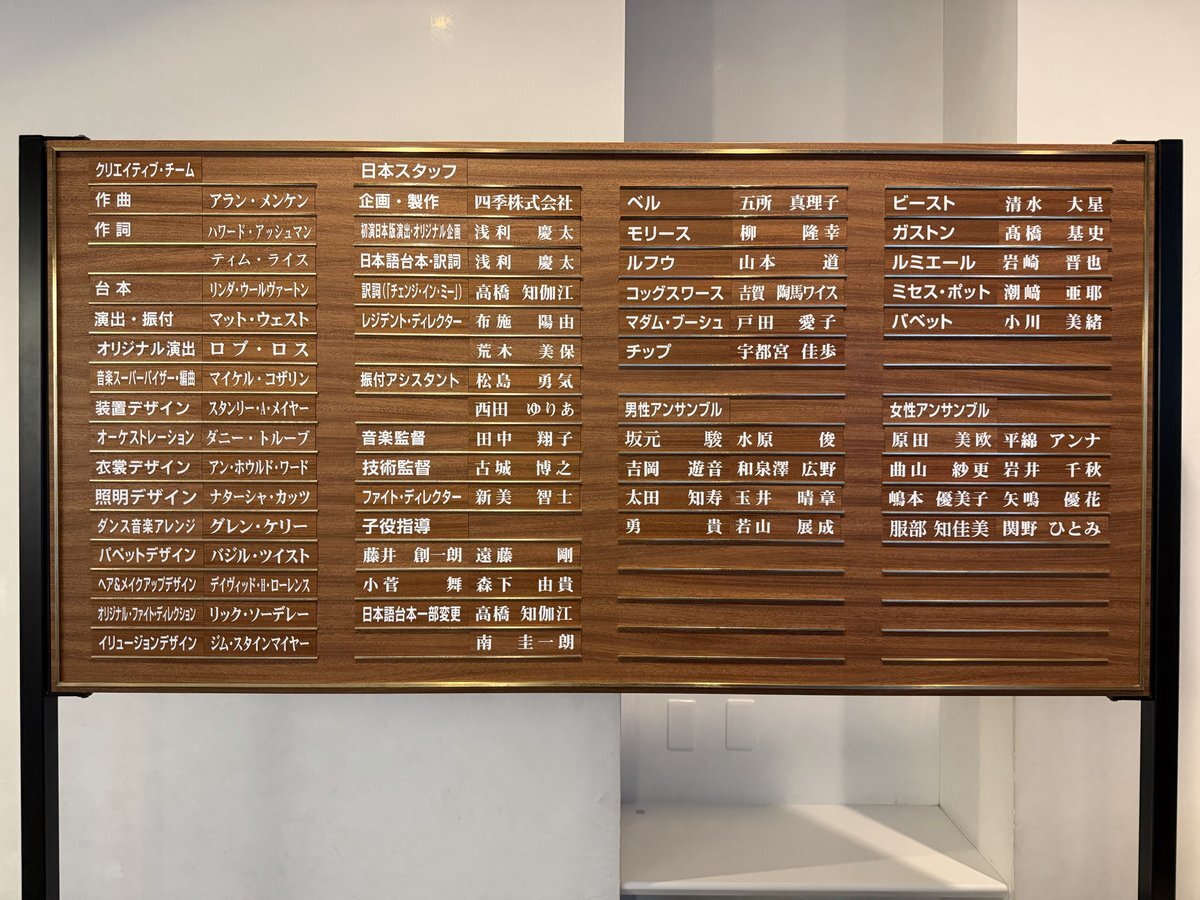 クリエイティブ・チーム
作曲 アラン・メンケン
作詞 ハワード・アッシュマン
ティム・ライス
台本 リンダ・ウールヴァートン
演出・振付 マット・ウェスト
オリジナル演出 ロブ・ロス
音楽スーパーバイザー・編曲 マイケル・コザリン
装置デザイン スタンリー・A・メイヤー
オーケストレーション ダニー・トルーブ
衣裳デザイン アン・ホウルド・ワード
照明デザイン ナターシャ・カッツ
ダンス音楽アレンジ グレン・ケリー
パペットデザイン バジル・ツイスト
ヘア&メイクアップデザイン デイヴィッド・H・ローレンス
オリジナル・ファイト・ディレクション リック・ソーデレー
イリュージョンデザイン ジム・スタインマイヤー
日本スタッフ
企画・製作 四季株式会社
初演日本版演出・オリジナル企画 浅利 慶太
日本語台本・訳詞 浅利 慶太
訳詞(「チェンジ・イン・ミー」) 高橋 知伽江
レジデント・ディレクター 布施 陽由
荒木 美保
振付アシスタント 松島 勇気
西田 ゆりあ
音楽監督 田中 翔子
技術監督 古城 博之
ファイト・ディレクター 新美 智士
子役指導
藤井 創一朗 遠藤 剛
小菅 舞 森下 由貴
日本語台本一部変更 高橋 知伽江
南 圭一朗
ベル 五所 真理子
モリース 柳 隆幸
ルフウ 山本 道
コッグスワース 吉賀 陶馬ワイス
マダム・ブーシュ 戸田 愛子
チップ 宇都宮 佳歩
男性アンサンブル
坂元 駿 水原 俊
吉岡 遊音 和泉澤 広野
太田 知寿 玉井 晴章
勇 貴 若山 展成
ビースト 清水 大星
ガストン 髙橋 基史
ルミエール 岩崎 晋也
ミセス・ポット 潮﨑 亜耶
バベット 小川 美緒
女性アンサンブル
原田 美欧 平綿 アンナ
曲山 紗更 岩井 千秋
嶋本 優美子 矢鳴 優花
服部 知佳美 関野 ひとみ